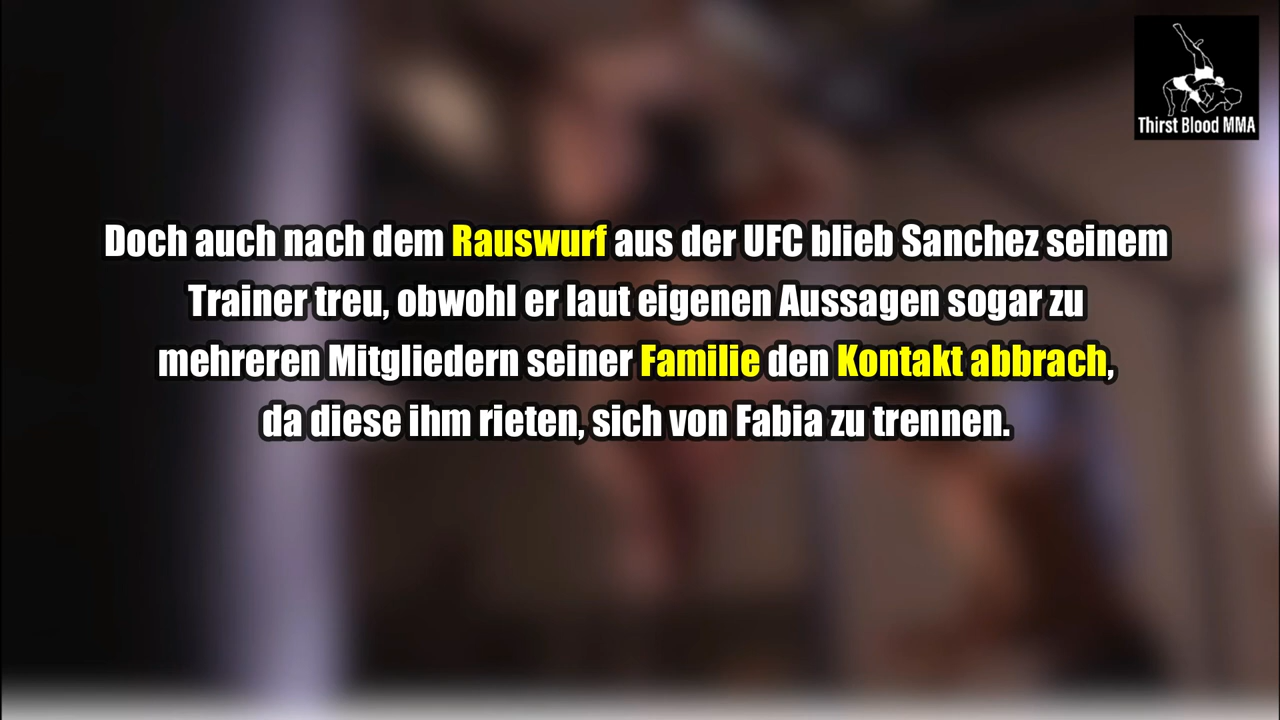 Thirst Blood MMA
Doch auch nach dem Rauswurf aus der UFC blieb Sanchez seinem
Trainer treu, obwohl er laut eigenen Aussagen sogar zu
mehreren Mitgliedern seiner Familie den Kontakt abbrach,
da diese ihm rieten, sich von Fabia zu trennen.